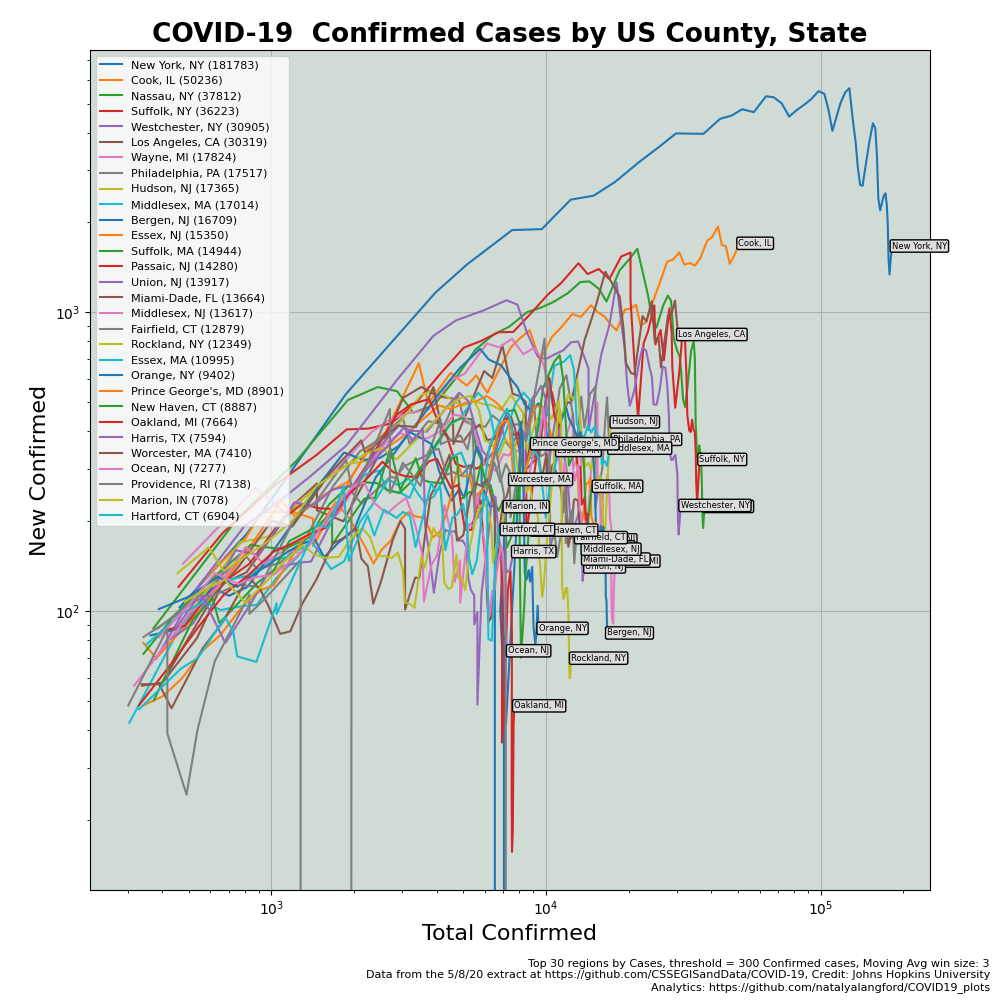 COVID-19  Confirmed Cases by US County, State
New York, NY (181783)
Cook, IL (50236)
Nassau, NY (37812)
Suffolk, NY (36223)
Westchester, NY (30905)
Los Angeles, CA (30319)
Wayne, MI (17824)
Philadelphia, PA (17517)
Hudson, NJ (17365)
Middlesex, MA (17014)
Bergen, NJ (16709)
Essex, NJ (15350)
Suffolk, MA (14944)
Passaic, NJ (14280)
Union, NJ (13917)
Miami-Dade, FL (13664)
Middlesex, NJ (13617)
Fairfield, CT (12879)
Rockland, NY (12349)
Essex, MA (10995)
Orange, NY (9402)
Prince George's, MD (8901)
New Haven, CT (8887)
Oakland, MI (7664)
Harris, TX (7594)
Worcester, MA (7410)
Ocean, NJ (7277)
Providence, RI (7138)
Marion, IN (7078)
Hartford, CT (6904)
New York, NY
Cook, IL
Los Angeles, CA
Hudson, NJ
Philadelphia, PA
Prince George's, MD
Essex, MA
Middlesex, MA
Suffolk, NY
Worcester, MA
Suffolk, MA
Marion, IN
Westchester, NY
Hartford, CT
Haven, CT
Fairfield, CT
Harris, TX
Middlesex, NJ
Miami-Dade, FL
MI
Union, NJ
Orange, NY
Bergen, NJ
Ocean, NJ
Rockland, NY
Oakland, MI
10³
10²
New Confirmed
10³
10⁴
10⁵
Total Confirmed
Top 30 regions by Cases, threshold = 300 Confirmed cases, Moving Avg win size: 3
Data from the 5/8/20 extract at https://github.com/CSSEGISandData/COVID-19, Credit: Johns Hopkins University
Analytics: https://github.com/natalyalangford/COVID19_plots